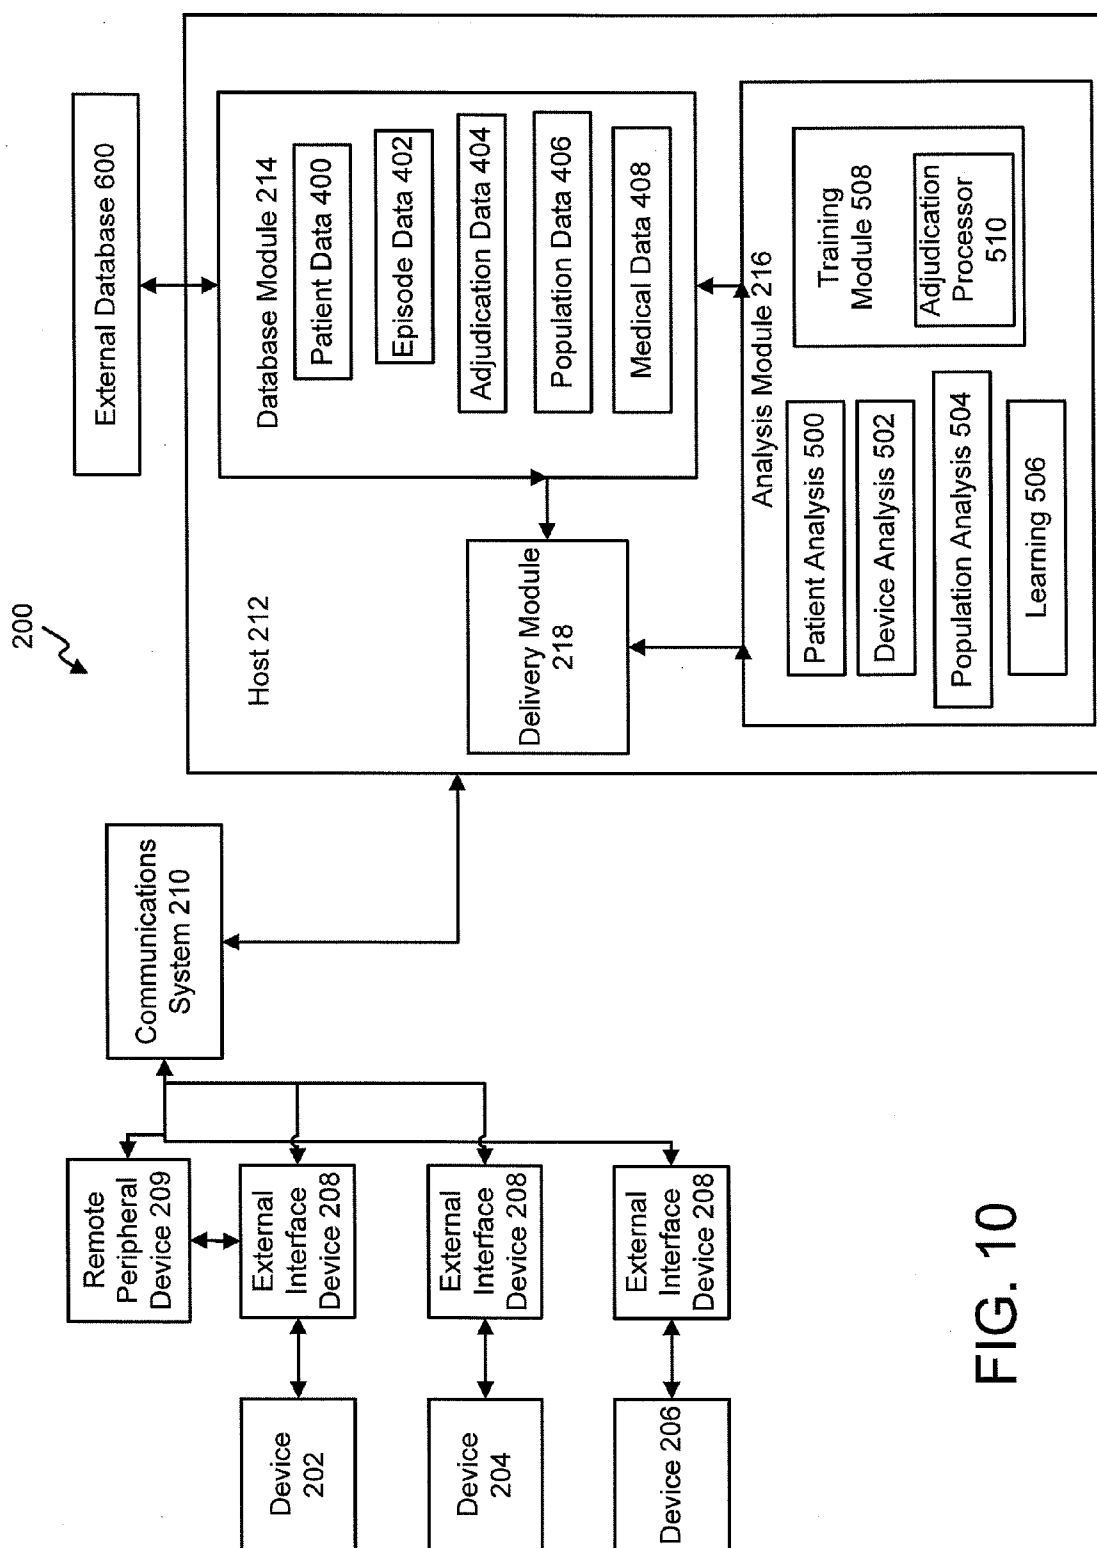 200
Remote
Peripheral
Device 209
Device
202
External
Interface
Device 208
Device
204
External
Interface
Device 208
Device 206
External
Interface
Device 208
Communications
System 210
External Database 600
Host 212
Database Module 214
Patient Data 400
Episode Data 402
Adjudication Data 404
Population Data 406
Medical Data 408
Delivery Module
218
Analysis Module 216
Patient Analysis 500
Device Analysis 502
Population Analysis 504
Learning 506
Training
Module 508
Adjudication
Processor
510
FIG. 10